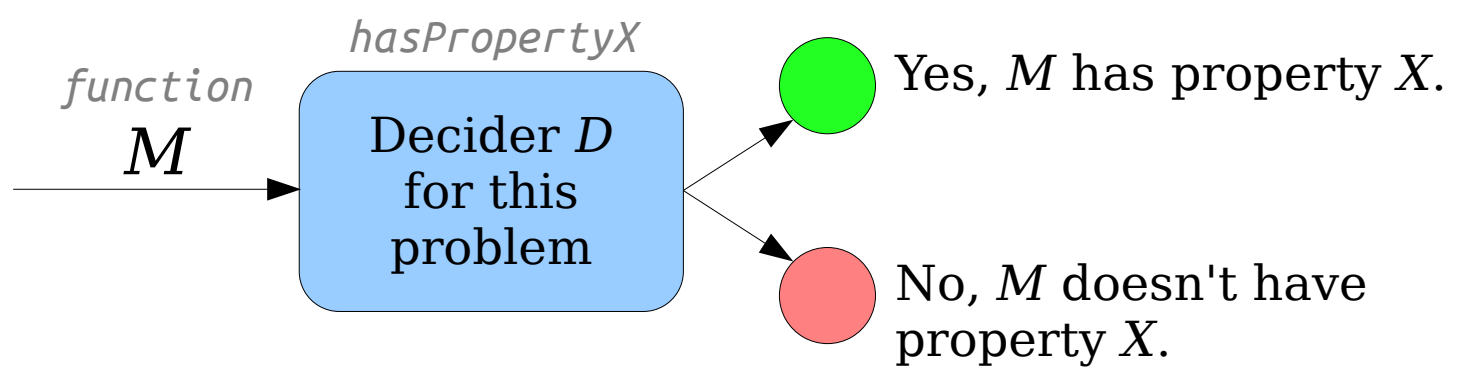 hasPropertyX
function
M
Decider D
for this
problem
Yes, M has property X.
No, M doesn't have
property X.